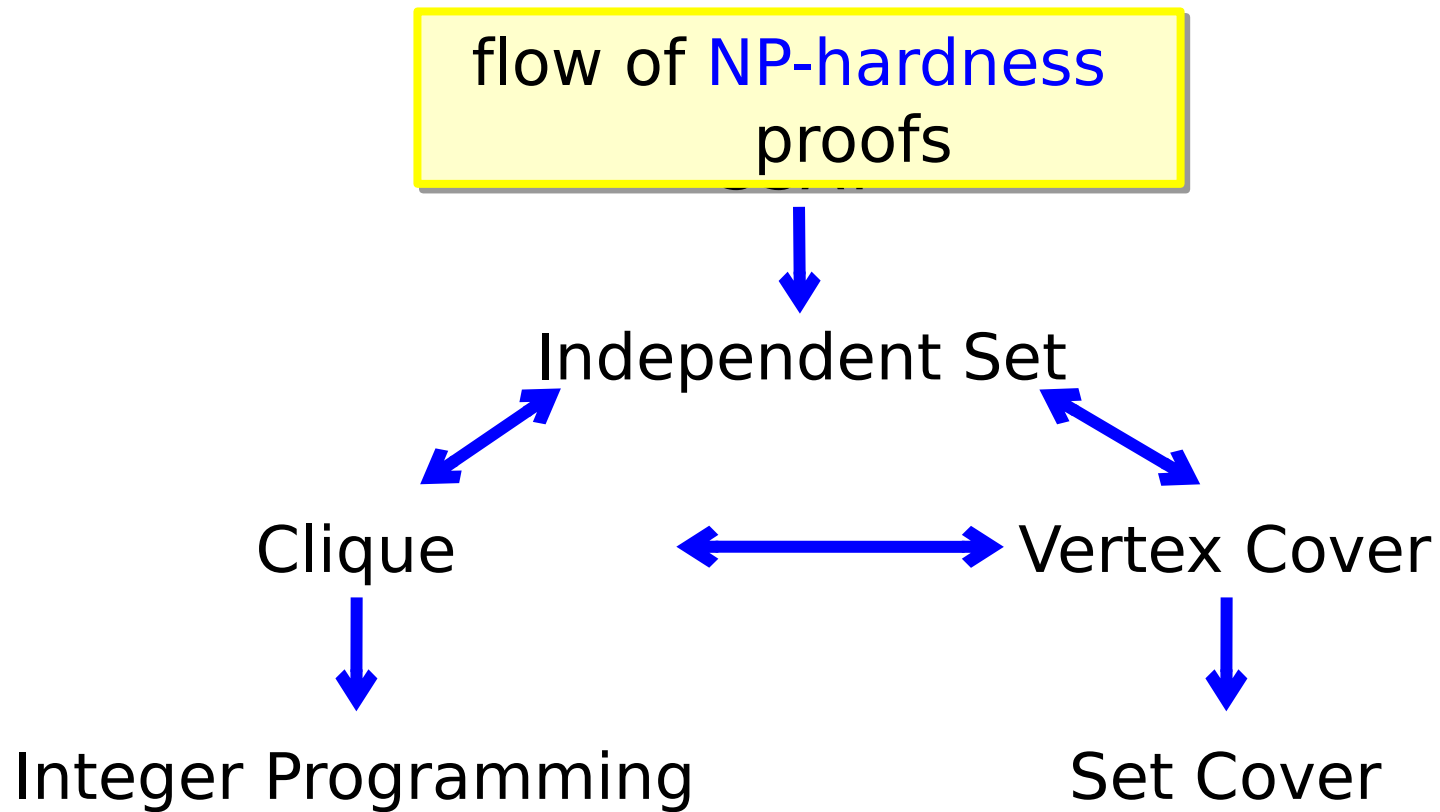 flow of NP-hardness
proofs
Independent Set
Clique
Vertex Cover
Integer Programming
Set Cover